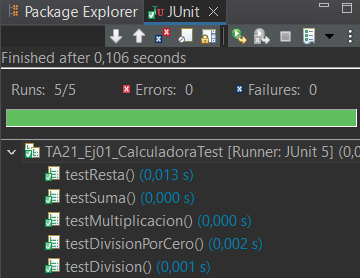 Package Explorer JUnit
Finished after 0,106 seconds
Runs: 5/5 Errors: 0 Failures: 0
TA21_Ej01_CalculadoraTest [Runner: JUnit 5] (0,0
testResta() (0,013 s)
testSuma() (0,000 s)
testMultiplicacion() (0,000 s)
testDivisionPorCero() (0,002 s)
testDivision() (0,001 s)